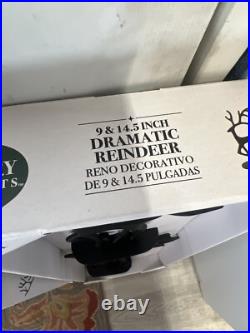 9 & 14.5 INCH
DRAMATIC
REINDEER
RENO DECORATIVO
DE 9 & 14.5 PULGADAS